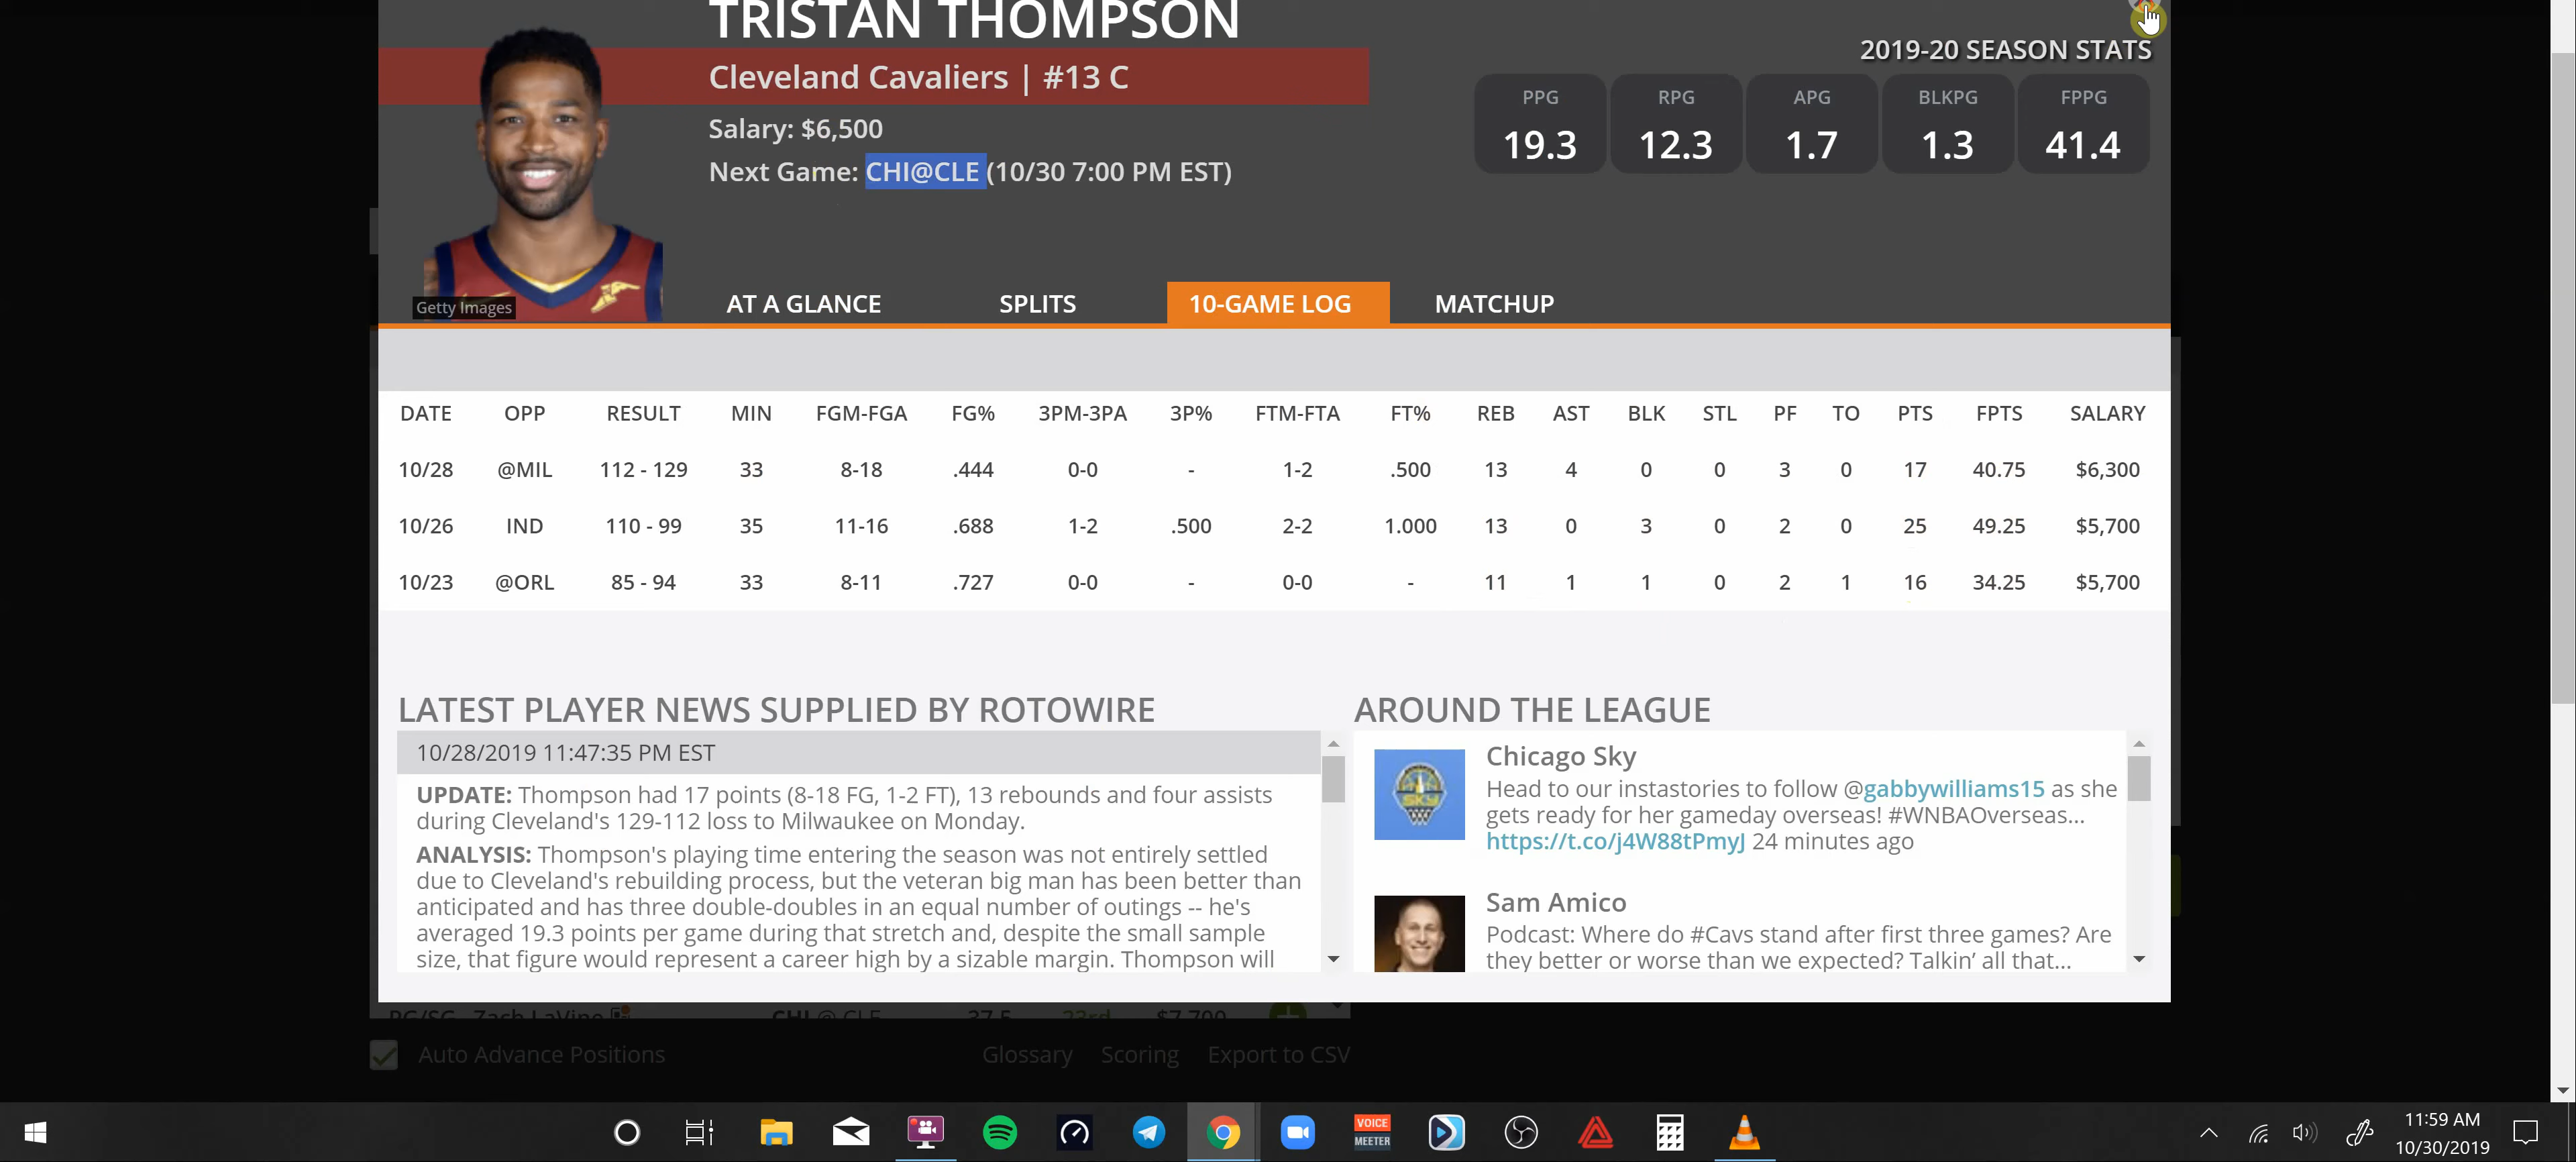 TRISTAN THOMPSON
Cleveland Cavaliers | #13 C
Salary: $6,500
Next Game: CHI@CLE (10/30 7:00 PM EST)
2019-20 SEASON STATS
PPG RPG APG BLKPG FPPG
19.3 12.3 1.7 1.3 41.4
Getty Images
AT A GLANCE SPLITS 10-GAME LOG MATCHUP
DATE OPP RESULT MIN FGM-FGA FG% 3PM-3PA 3P% FTM-FTA FT% REB AST BLK STL PF TO PTS FPTS SALARY
10/28 @MIL 112 - 129 33 8-18 .444 0-0 - 1-2 .500 13 4 0 0 3 0 17 40.75 $6,300
10/26 IND 110 - 99 35 11-16 .688 1-2 .500 2-2 1.000 13 0 3 0 2 0 25 49.25 $5,700
10/23 @ORL 85 - 94 33 8-11 .727 0-0 - 0-0 - 11 1 1 0 2 1 16 34.25 $5,700
LATEST PLAYER NEWS SUPPLIED BY ROTOWIRE
10/28/2019 11:47:35 PM EST
UPDATE: Thompson had 17 points (8-18 FG, 1-2 FT), 13 rebounds and four assists
during Cleveland's 129-112 loss to Milwaukee on Monday.
ANALYSIS: Thompson's playing time entering the season was not entirely settled
due to Cleveland's rebuilding process, but the veteran big man has been better than
anticipated and has three double-doubles in an equal number of outings -- he's
averaged 19.3 points per game during that stretch and, despite the small sample
size, that figure would represent a career high by a sizable margin. Thompson will
AROUND THE LEAGUE
Chicago Sky
Head to our instastories to follow @gabbywilliams15 as she
gets ready for her gameday overseas! #WNBAOverseas...
https://t.co/j4W88tPmyJ 24 minutes ago
Sam Amico
Podcast: Where do #Cavs stand after first three games? Are
they better or worse than we expected? Talkin' all that...
PG/SG Zach LaVine CHI @ CLE 37.5 23rd $7,700
Auto Advance Positions Glossary Scoring Export to CSV
VOICE
MEETER
11:59 AM
10/30/2019